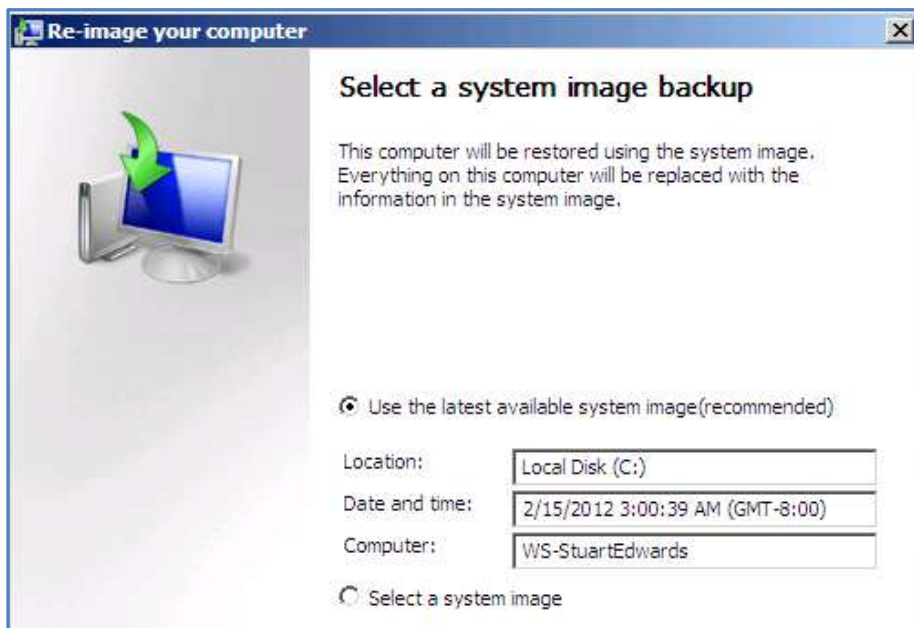 Re-image your computer
Select a system image backup
This computer will be restored using the system image.
Everything on this computer will be replaced with the
information in the system image.
Use the latest available system image(recommended)
Location: Local Disk (C:)
Date and time: 2/15/2012 3:00:39 AM (GMT-8:00)
Computer: WS-StuartEdwards
Select a system image